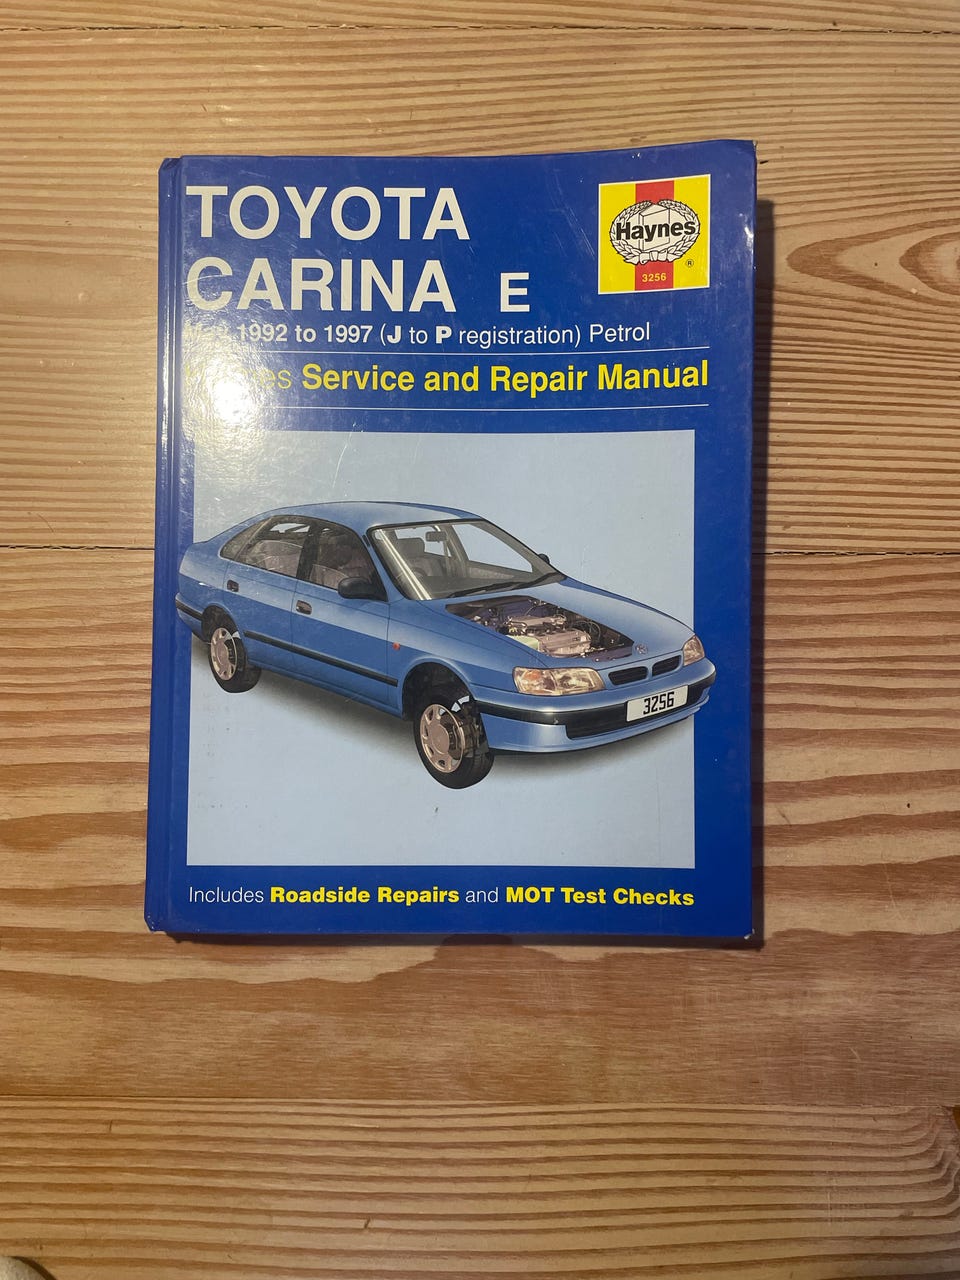 TOYOTA
CARINA E
Haynes
®
3256
1992 to 1997 (J to P registration) Petrol
Service and Repair Manual
3256
Includes Roadside Repairs and MOT Test Checks